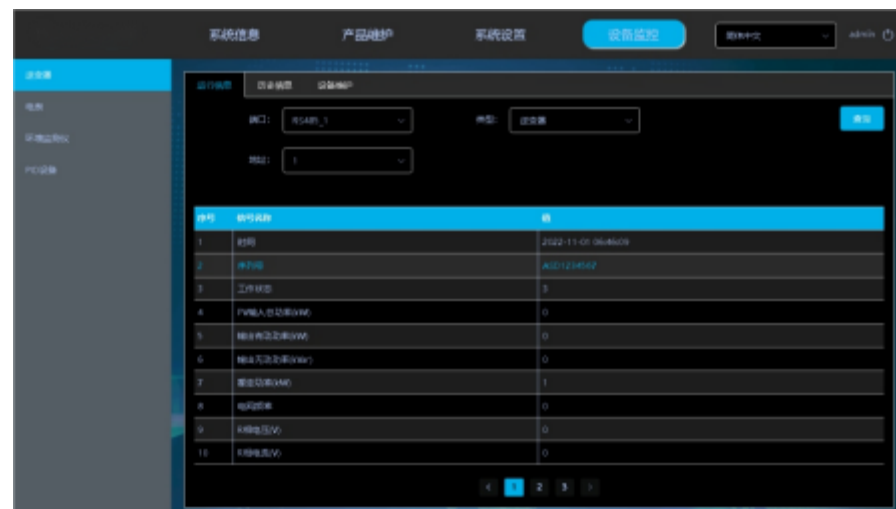 系统信息 产品维护 系统设置 设备监控 简体中文 admin
逆变器
电表
环境监测仪
PID设备
运行信息 历史信息 设备维护
端口: RS485_1 类型: 逆变器 查询
地址: 1
序号 信号名称 值
1 时间 2022-11-01 06:46:09
2 序列号
3 工作状态 3
4 PV输入总功率(kW) 0
5 输出有功功率(kW) 0
6 输出无功功率(kVar) 0
7 额定功率(kW) 1
8 电网频率 0
9 R相电压(V) 0
10 R相电流(V) 0
1 2 3